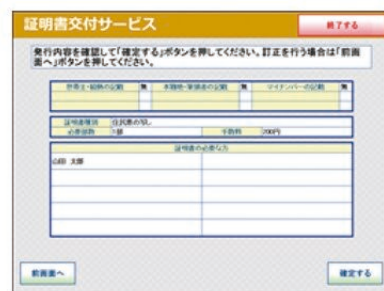 証明書交付サービス
終了する
発行内容を確認して「確定する」ボタンを押してください。訂正を行う場合は「前画
面へ」ボタンを押してください。
世帯主・続柄の記載 無 本籍地・筆頭者の記載 無 マイナンバーの記載 無
証明書種別 住民票の写し
必要部数 1部 手数料 200円
証明書の必要な方
山田 太郎
前画面へ
確定する